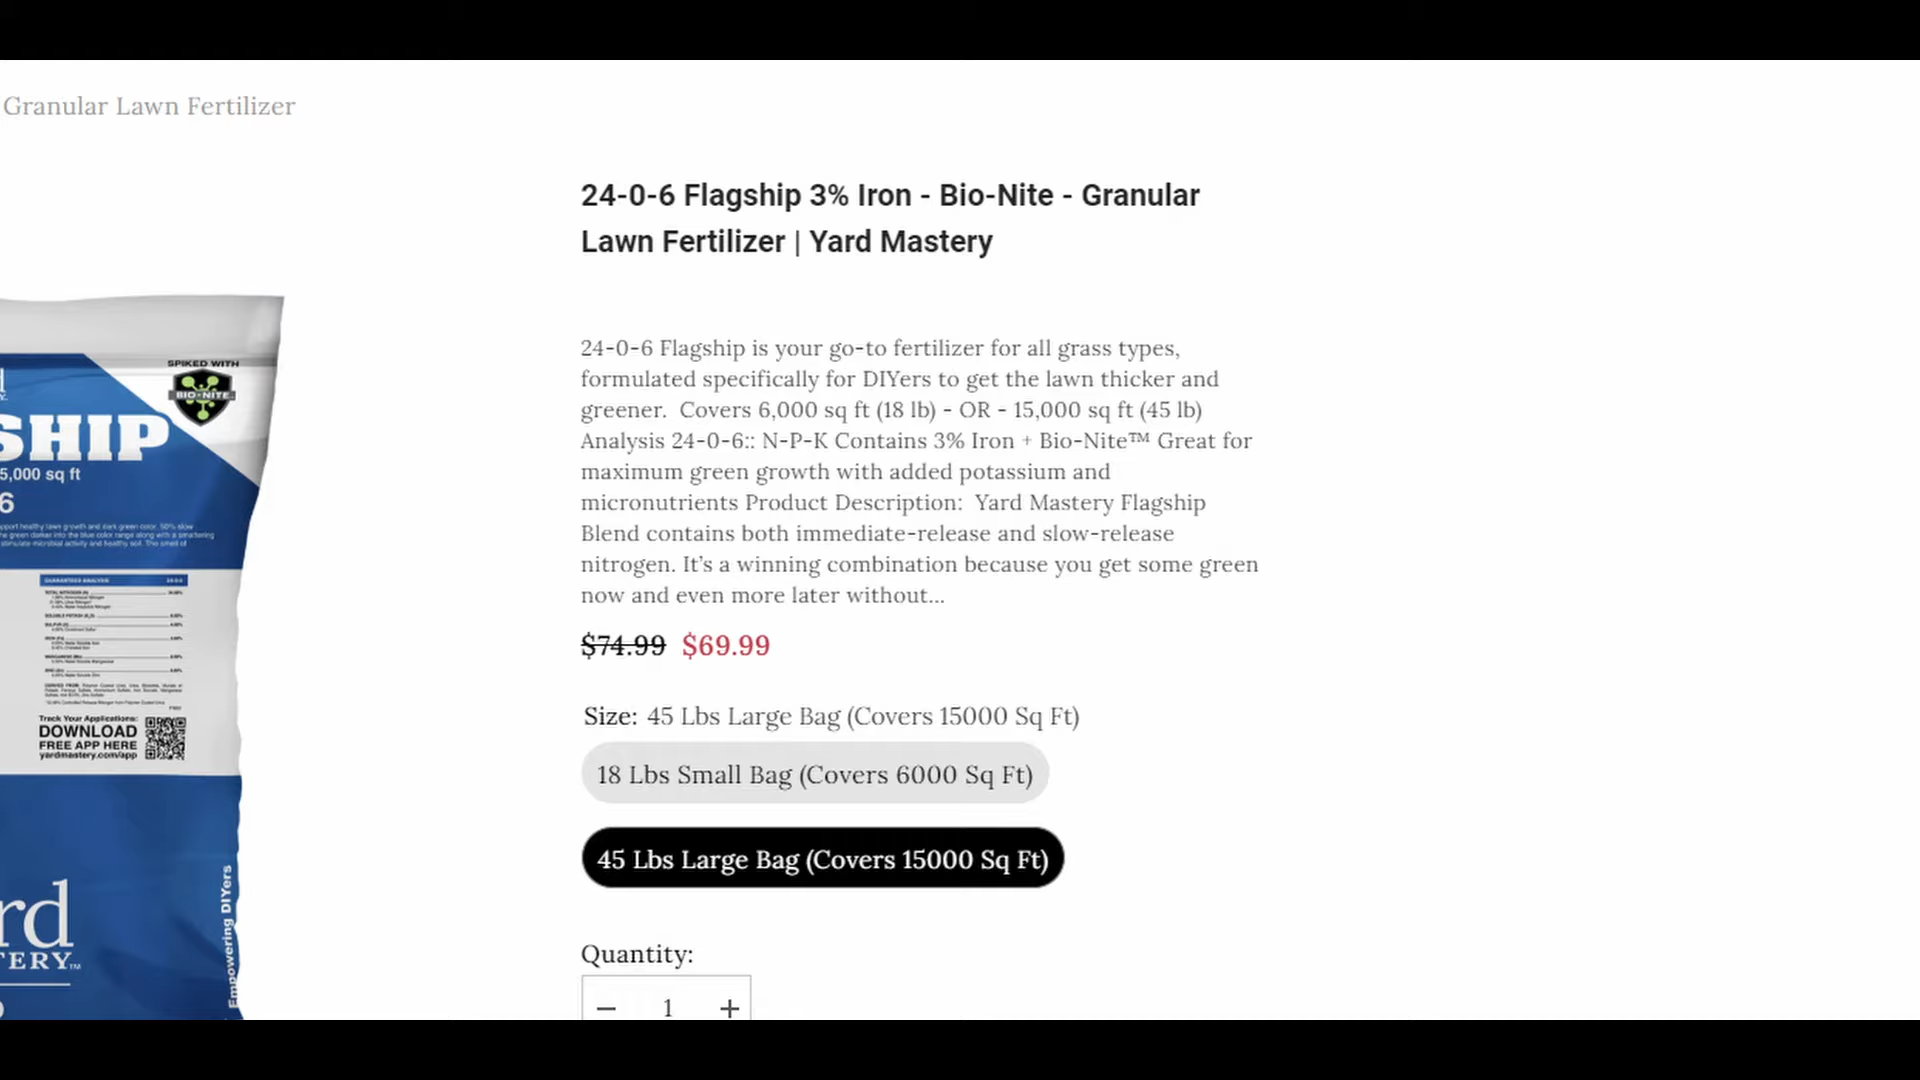 Granular Lawn Fertilizer
24-0-6 Flagship 3% Iron - Bio-Nite - Granular
Lawn Fertilizer | Yard Mastery
24-0-6 Flagship is your go-to fertilizer for all grass types,
formulated specifically for DIYers to get the lawn thicker and
greener.  Covers 6,000 sq ft (18 lb) - OR - 15,000 sq ft (45 lb)
Analysis 24-0-6:: N-P-K Contains 3% Iron + Bio-Nite™ Great for
maximum green growth with added potassium and
micronutrients Product Description:  Yard Mastery Flagship
Blend contains both immediate-release and slow-release
nitrogen. It’s a winning combination because you get some green
now and even more later without...
$74.99 $69.99
Size: 45 Lbs Large Bag (Covers 15000 Sq Ft)
18 Lbs Small Bag (Covers 6000 Sq Ft)
45 Lbs Large Bag (Covers 15000 Sq Ft)
Quantity:
− 1 +
SPIKED WITH
BIO-NITE
SHIP
5,000 sq ft
6
GUARANTEED ANALYSIS 24-0-6
Track Your Applications:
DOWNLOAD
FREE APP HERE
yardmastery.com/app
rd
TERY™
Empowering DIYers